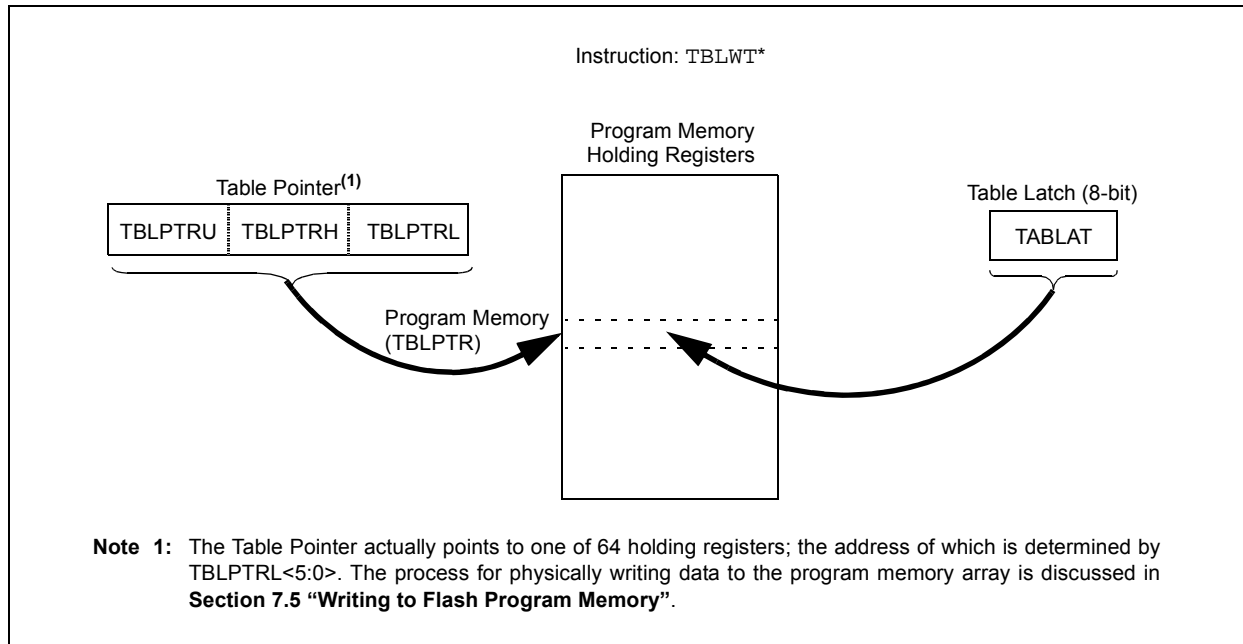 Instruction: TBLWT*
Program Memory
Holding Registers
Table Pointer(1)
Table Latch (8-bit)
TBLPTRU TBLPTRH TBLPTRL
TABLAT
Program Memory
(TBLPTR)
Note 1: The Table Pointer actually points to one of 64 holding registers; the address of which is determined by
TBLPTRL<5:0>. The process for physically writing data to the program memory array is discussed in
Section 7.5 “Writing to Flash Program Memory”.